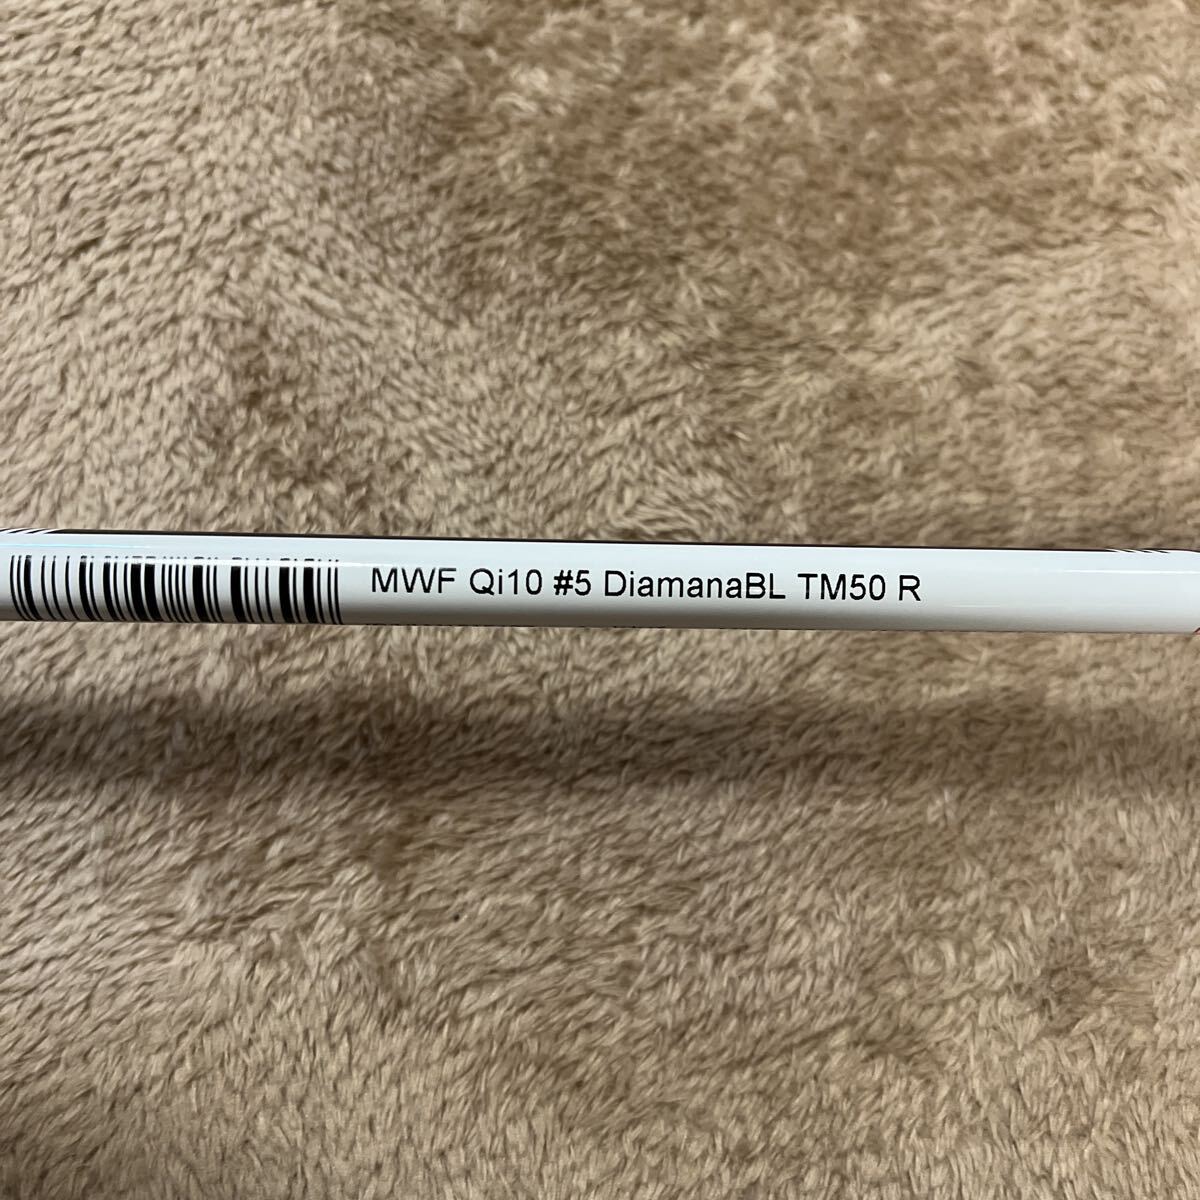 MWF Qi10 #5 DiamanaBL TM50 R